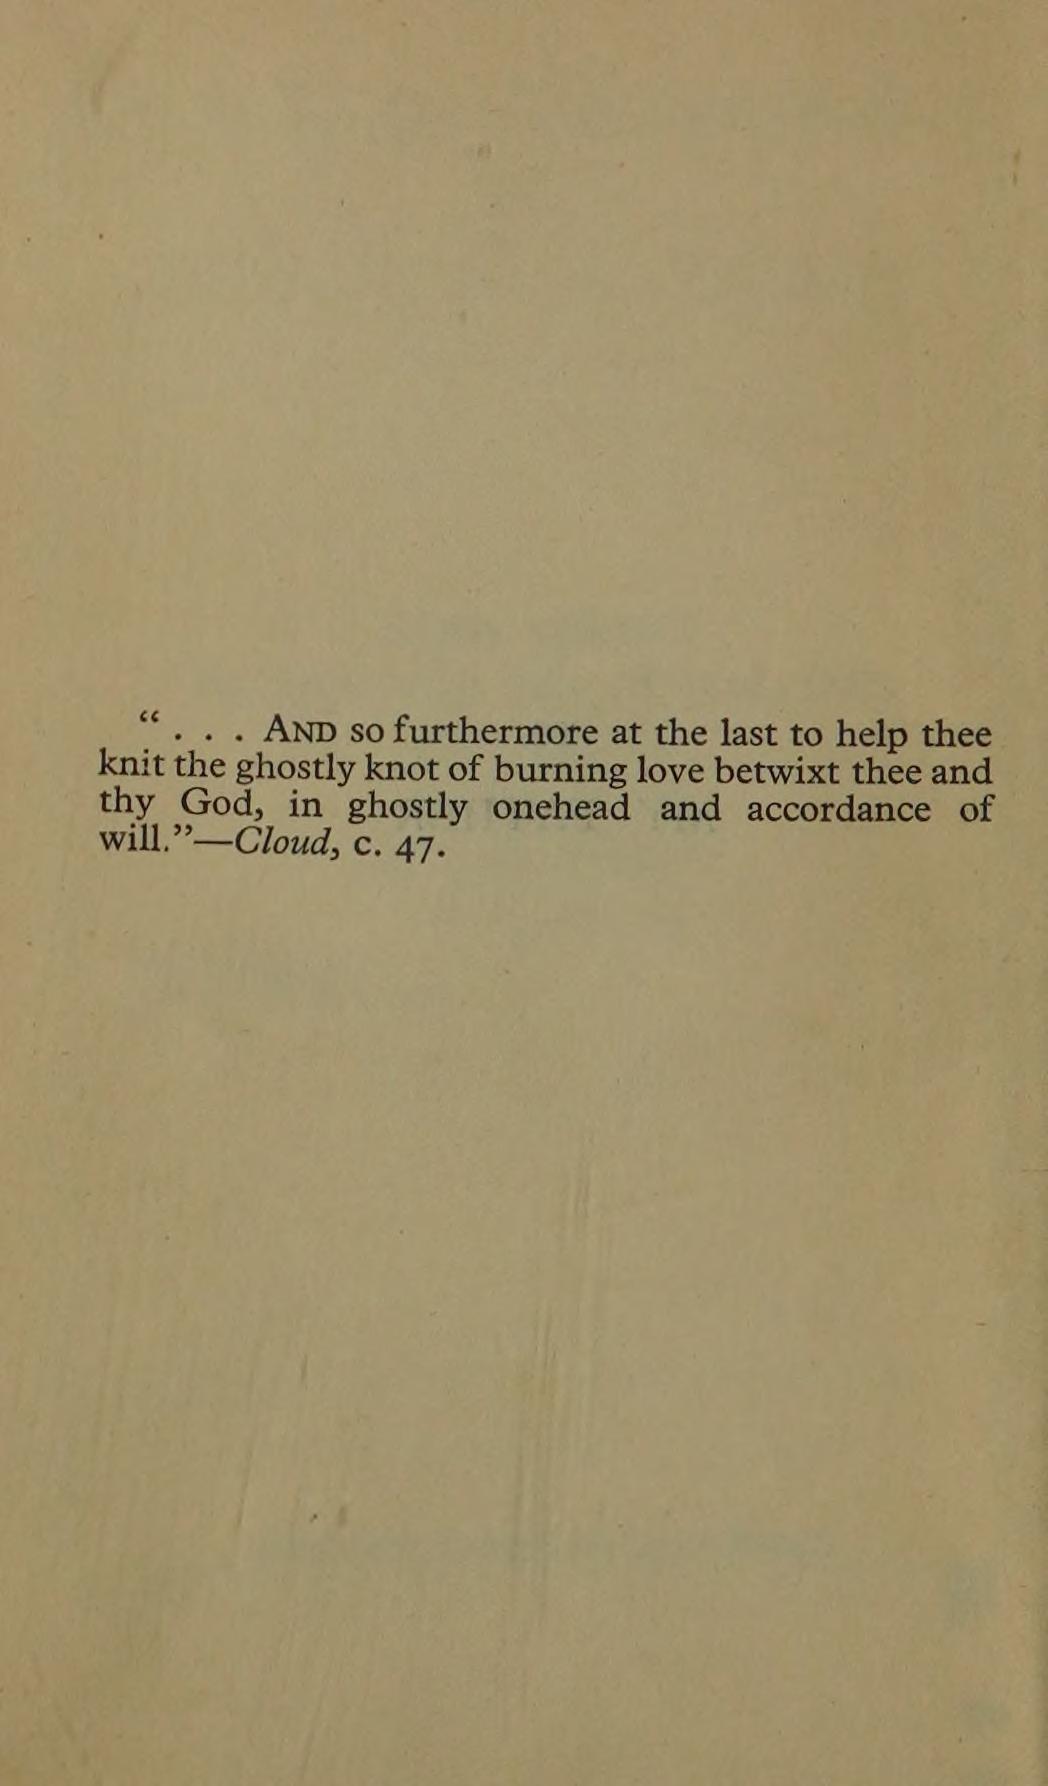 “ . . . AND so furthermore at the last to help thee
knit the ghostly knot of burning love betwixt thee and
thy God, in ghostly onehead and accordance of
will.”—Cloud, c. 47.